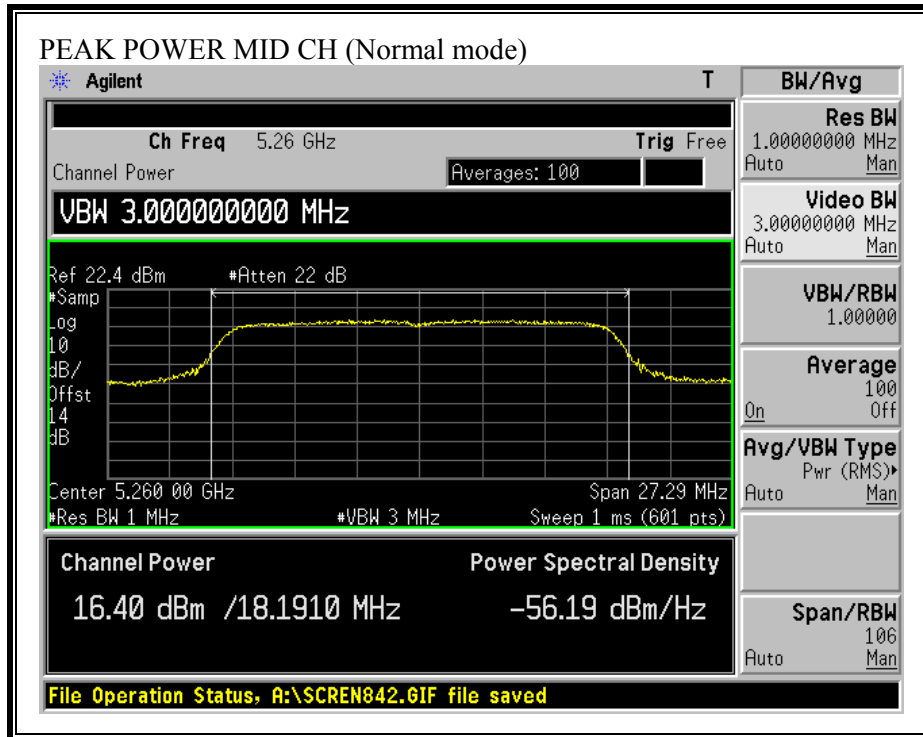 PEAK POWER MID CH (Normal mode)
Agilent T
BW/Avg
Ch Freq 5.26 GHz Trig Free
Channel Power Averages: 100
VBW 3.000000000 MHz
Ref 22.4 dBm #Atten 22 dB
#Samp
Log
10
dB/
Offst
14
dB
Center 5.260 00 GHz Span 27.29 MHz
#Res BW 1 MHz #VBW 3 MHz Sweep 1 ms (601 pts)
Channel Power Power Spectral Density
16.40 dBm /18.1910 MHz -56.19 dBm/Hz
Res BW
1.00000000 MHz
Auto Man
Video BW
3.00000000 MHz
Auto Man
VBW/RBW
1.00000
Average
100
On Off
Avg/VBW Type
Pwr (RMS)▸
Auto Man
Span/RBW
106
Auto Man
File Operation Status, A:\SCREN842.GIF file saved